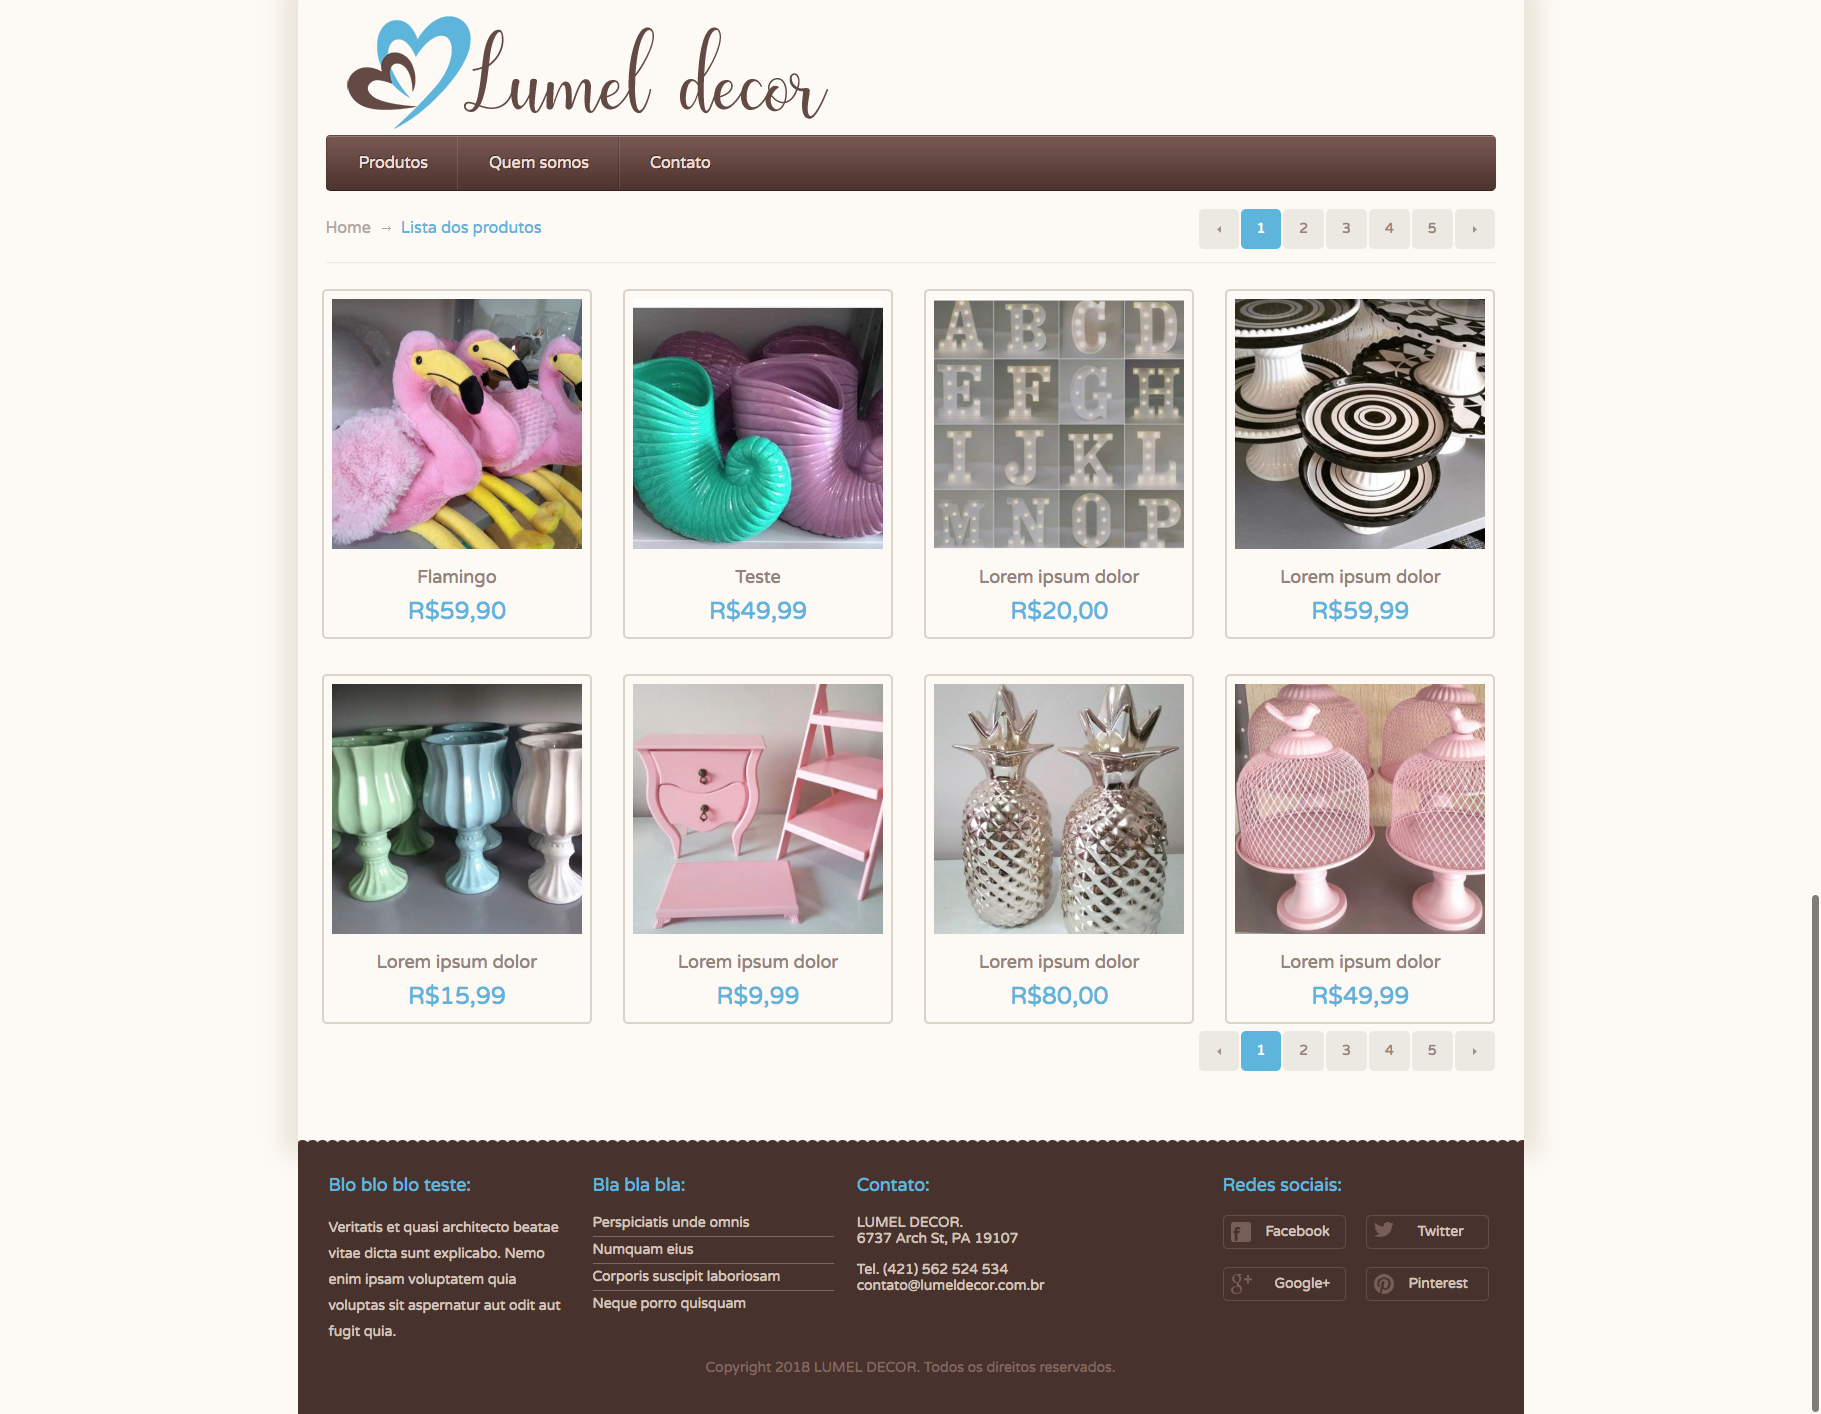 Lumel decor
Produtos
Quem somos
Contato
Home → Lista dos produtos
1 2 3 4 5
A B C D
E F G H
I J K L
M N O P
Flamingo
R$59,90
Teste
R$49,99
Lorem ipsum dolor
R$20,00
Lorem ipsum dolor
R$59,99
Lorem ipsum dolor
R$15,99
Lorem ipsum dolor
R$9,99
Lorem ipsum dolor
R$80,00
Lorem ipsum dolor
R$49,99
1 2 3 4 5
Blo blo blo teste:
Veritatis et quasi architecto beatae
vitae dicta sunt explicabo. Nemo
enim ipsam voluptatem quia
voluptas sit aspernatur aut odit aut
fugit quia.
Bla bla bla:
Perspiciatis unde omnis
Numquam eius
Corporis suscipit laboriosam
Neque porro quisquam
Contato:
LUMEL DECOR.
6737 Arch St, PA 19107
Tel. (421) 562 524 534
contato@lumeldecor.com.br
Redes sociais:
Facebook
Twitter
Google+
Pinterest
Copyright 2018 LUMEL DECOR. Todos os direitos reservados.